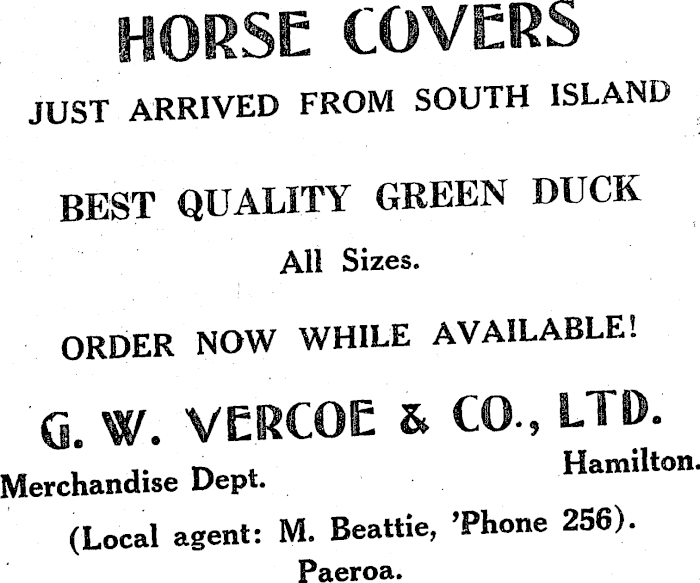 HORSE COVERS
JUST ARRIVED FROM SOUTH ISLAND
BEST QUALITY GREEN DUCK
All Sizes.
ORDER NOW WHILE AVAILABLE!
G. W. VERCOE & CO., LTD.
Merchandise Dept. Hamilton.
(Local agent: M. Beattie, 'Phone 256).
Paeroa.